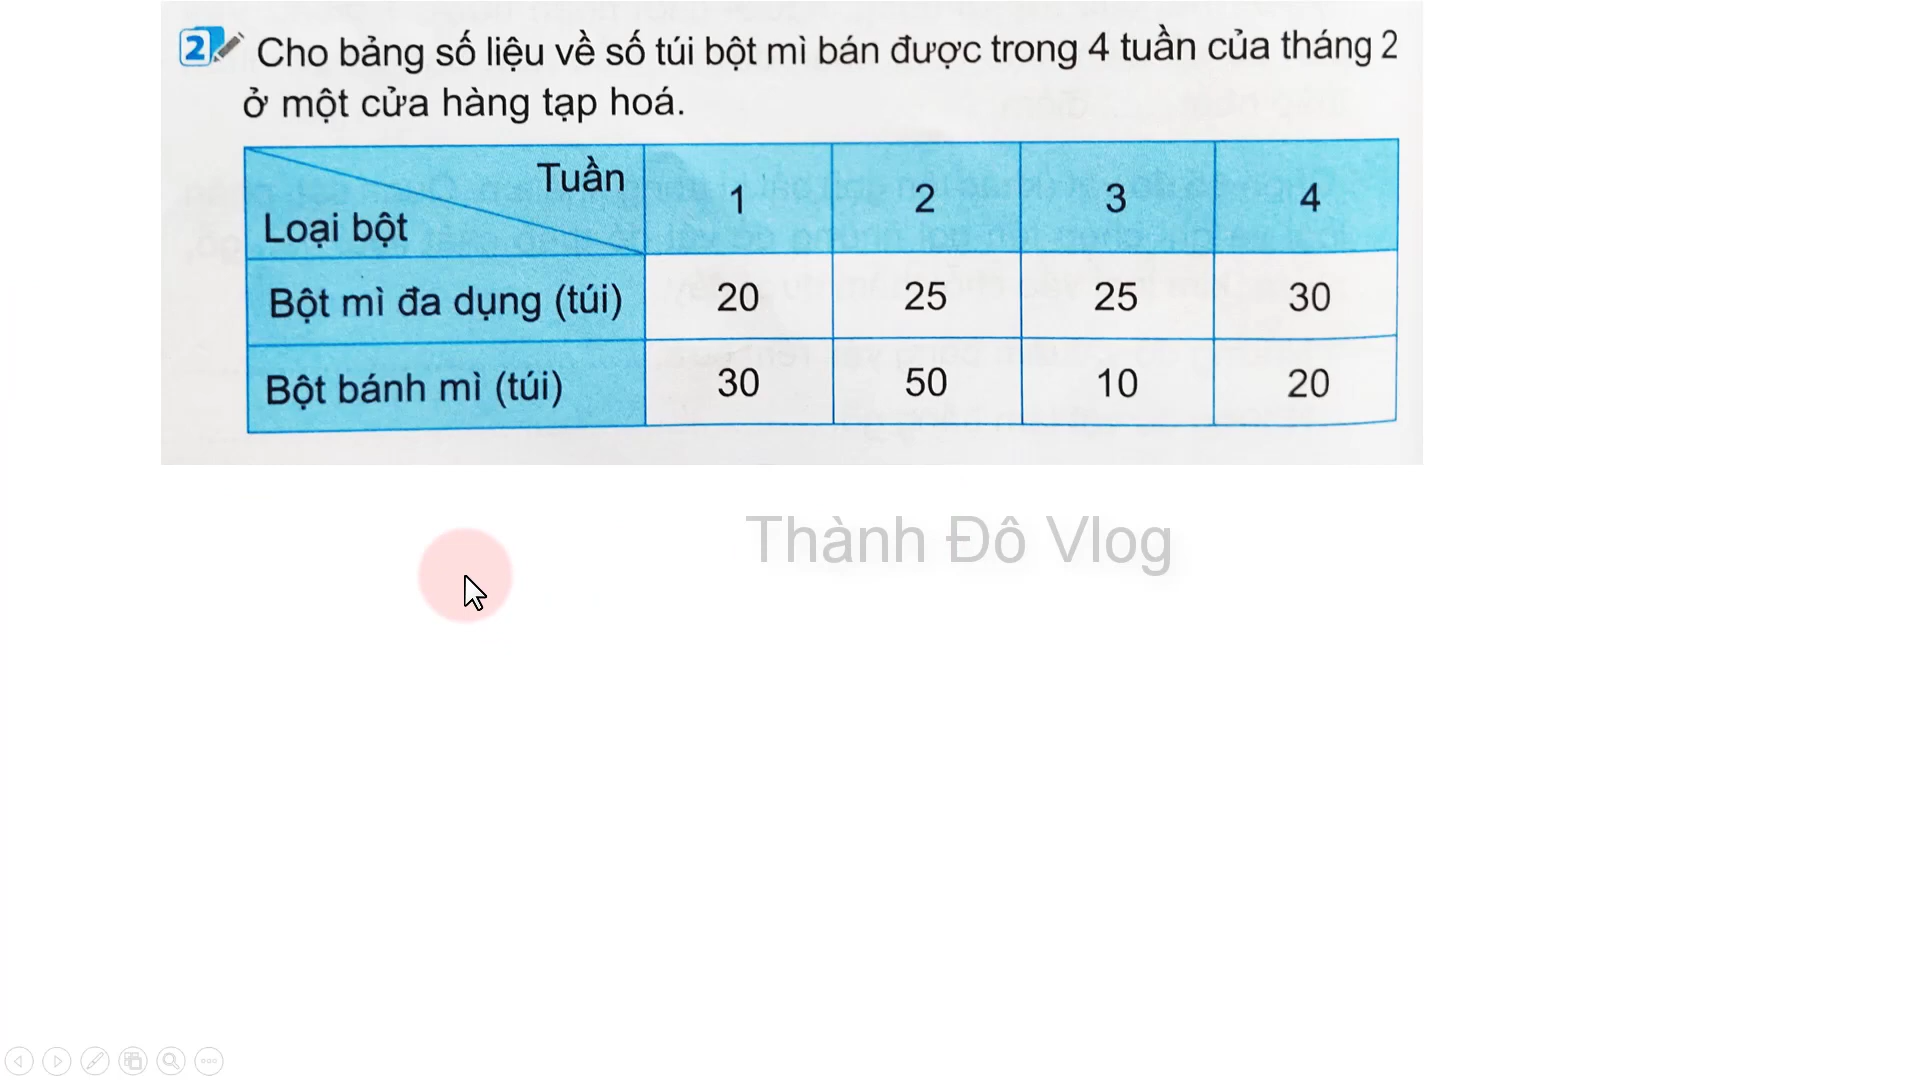 2 Cho bảng số liệu về số túi bột mì bán được trong 4 tuần của tháng 2
ở một cửa hàng tạp hoá.
Tuần
Loại bột
1 2 3 4
Bột mì đa dụng (túi) 20 25 25 30
Bột bánh mì (túi) 30 50 10 20
Thành Đô Vlog